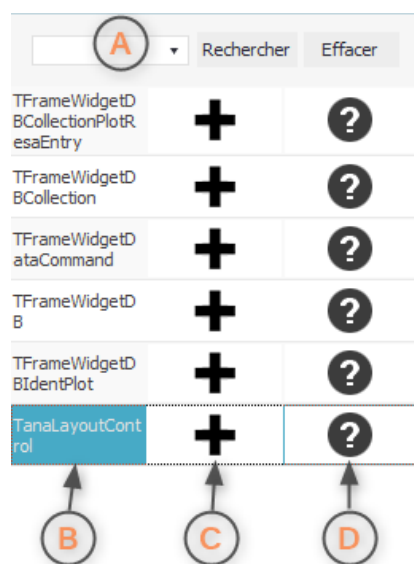 A
Rechercher
Effacer
TFrameWidgetD
BCollectionPlotR
esaEntry
TFrameWidgetD
BCollection
TFrameWidgetD
ataCommand
TFrameWidgetD
B
TFrameWidgetD
BIdentPlot
TanaLayoutCont
rol
B
C
D